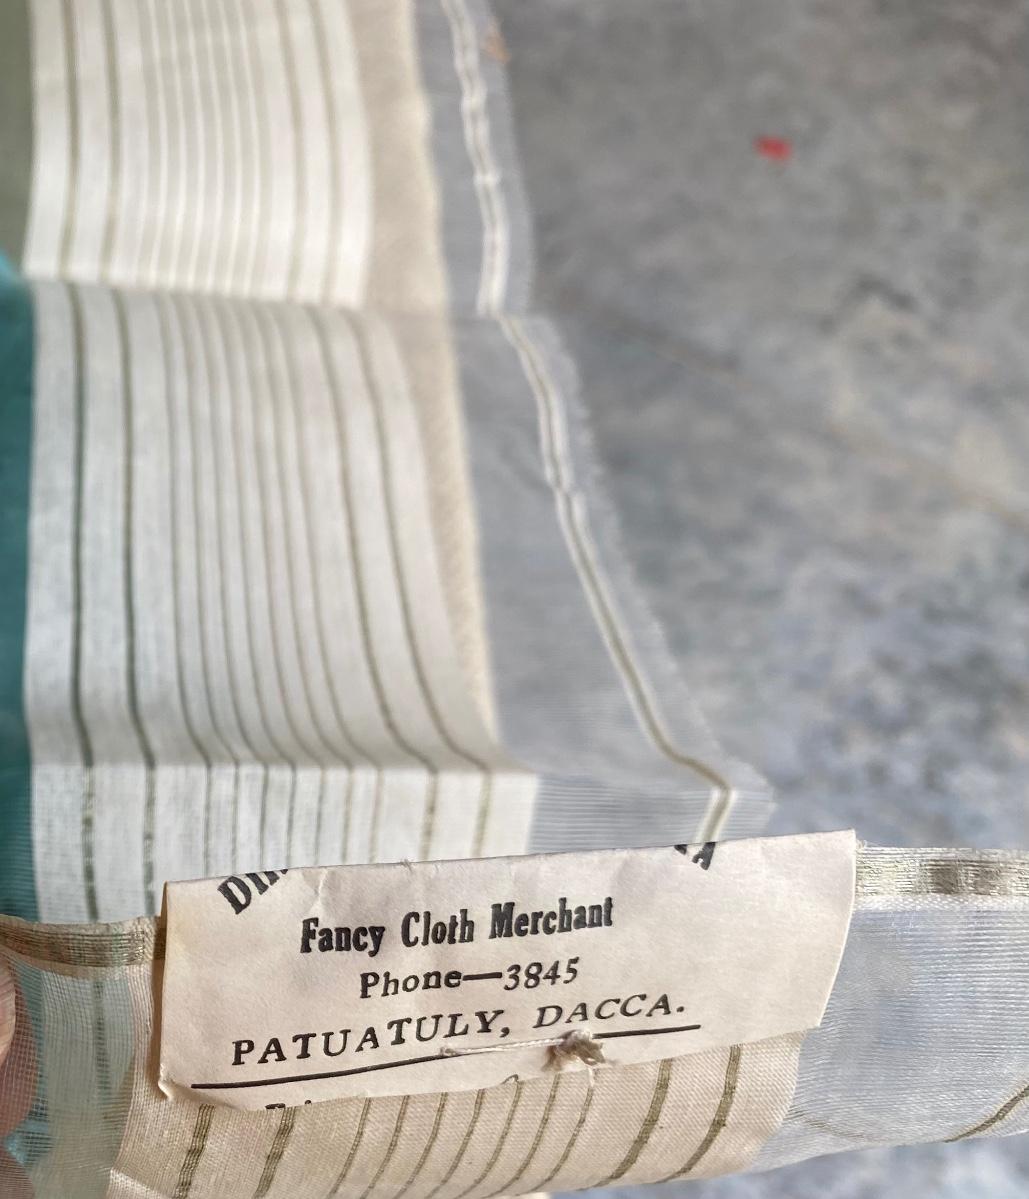 Fancy Cloth Merchant
Phone—3845
PATUATULY, DACCA.